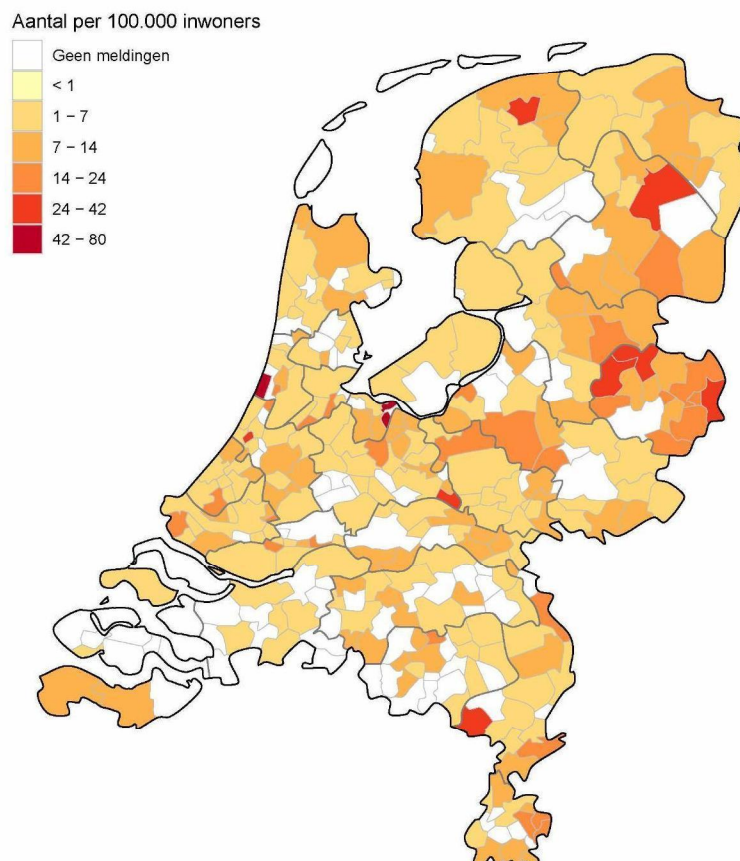 Aantal per 100.000 inwoners
Geen meldingen
< 1
1 – 7
7 – 14
14 – 24
24 – 42
42 – 80